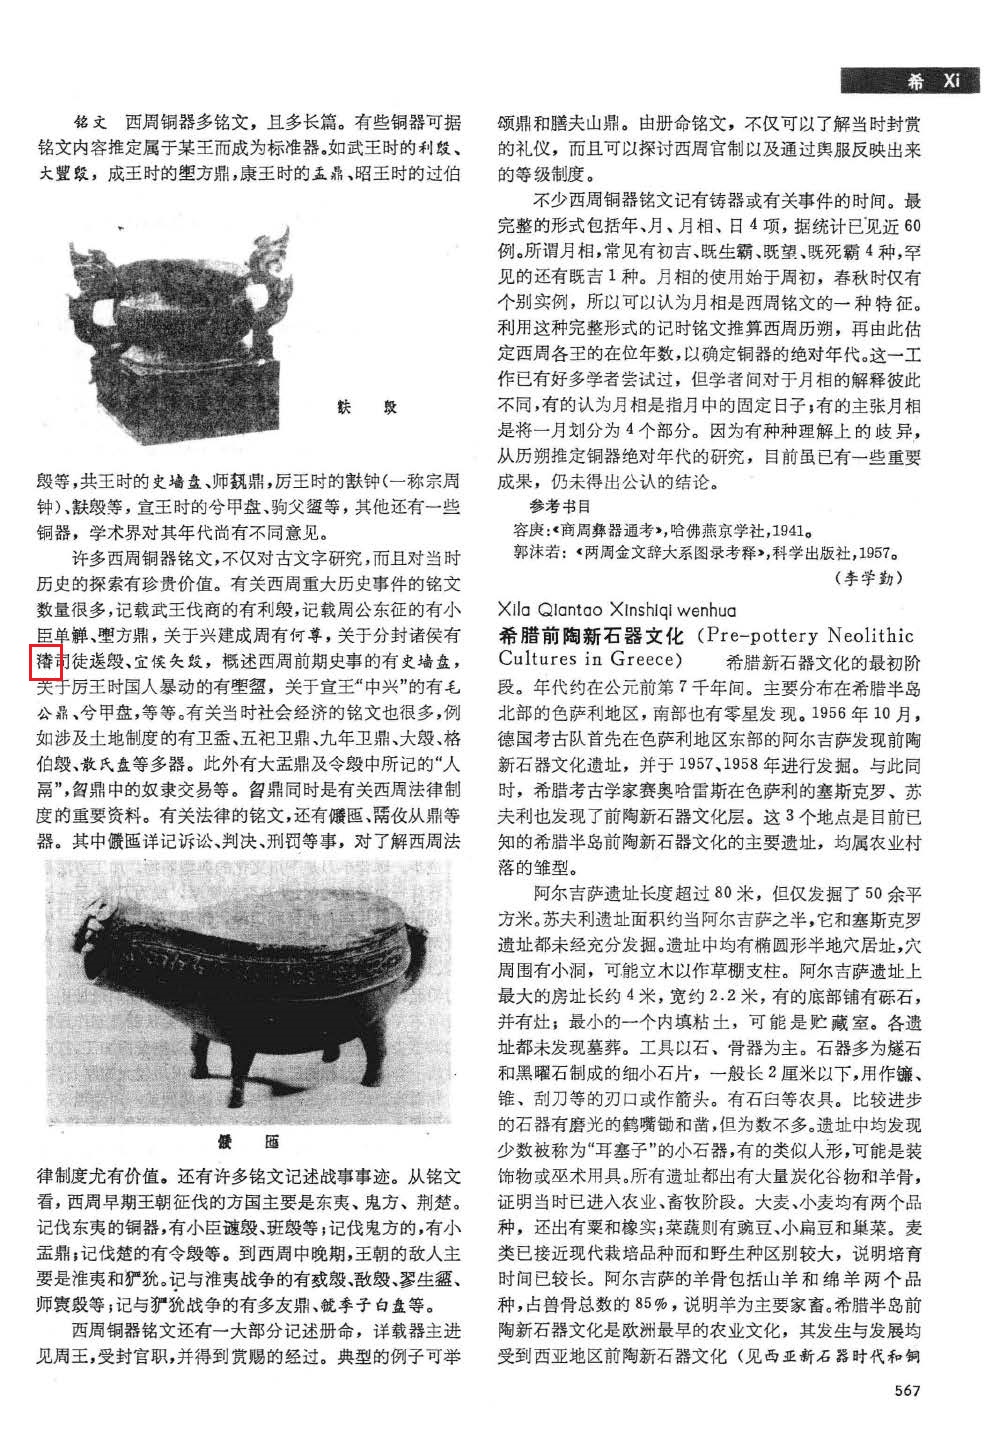 希 Xi
铭文 西周铜器多铭文，且多长篇。有些铜器可据
铭文内容推定属于某王而成为标准器。如武王时的利𣪘、
大豐𣪘，成王时的方鼎，康王时的盂鼎、昭王时的过伯
㝬 𣪘
𣪘等，共王时的史墙盘、师鼎，厉王时的㝬钟(一称宗周
钟)、㝬𣪘等，宣王时的兮甲盘、驹父盨等，其他还有一些
铜器，学术界对其年代尚有不同意见。
许多西周铜器铭文，不仅对古文字研究，而且对当时
历史的探索有珍贵价值。有关西周重大历史事件的铭文
数量很多，记载武王伐商的有利𣪘，记载周公东征的有小
臣单觯、方鼎，关于兴建成周有何尊，关于分封诸侯有
司徒𣪘、宜侯夨𣪘，概述西周前期史事的有史墙盘，
关于厉王时国人暴动的有盨，关于宣王“中兴”的有毛
公鼎、兮甲盘，等等。有关当时社会经济的铭文也很多，例
如涉及土地制度的有卫盉、五祀卫鼎、九年卫鼎、大𣪘、格
伯𣪘、散氏盘等多器。此外有大盂鼎及令𣪘中所记的“人
鬲”，曶鼎中的奴隶交易等。曶鼎同时是有关西周法律制
度的重要资料。有关法律的铭文，还有㑇匜、攸从鼎等
器。其中㑇匜详记诉讼、判决、刑罚等事，对了解西周法
㑇 匜
律制度尤有价值。还有许多铭文记述战事事迹。从铭文
看，西周早期王朝征伐的方国主要是东夷、鬼方、荆楚。
记伐东夷的铜器，有小臣𣪘、班𣪘等；记伐鬼方的，有小
盂鼎；记伐楚的有令𣪘等。到西周中晚期，王朝的敌人主
要是淮夷和狁。记与淮夷战争的有𣪘、敔𣪘、翏生盨、
师㝨𣪘等；记与狁战争的有多友鼎、虢季子白盘等。
西周铜器铭文还有一大部分记述册命，详载器主进
见周王，受封官职，并得到赏赐的经过。典型的例子可举
颂鼎和膳夫山鼎。由册命铭文，不仅可以了解当时封赏
的礼仪，而且可以探讨西周官制以及通过舆服反映出来
的等级制度。
不少西周铜器铭文记有铸器或有关事件的时间。最
完整的形式包括年、月、月相、日4项，据统计已见近60
例。所谓月相，常见有初吉、既生霸、既望、既死霸4种，罕
见的还有既吉1种。月相的使用始于周初，春秋时仅有
个别实例，所以可以认为月相是西周铭文的一种特征。
利用这种完整形式的记时铭文推算西周历朔，再由此估
定西周各王的在位年数，以确定铜器的绝对年代。这一工
作已有好多学者尝试过，但学者间对于月相的解释彼此
不同，有的认为月相是指月中的固定日子；有的主张月相
是将一月划分为4个部分。因为有种种理解上的歧异，
从历朔推定铜器绝对年代的研究，目前虽已有一些重要
成果，仍未得出公认的结论。
参考书目
容庚：《商周彝器通考》，哈佛燕京学社，1941。
郭沫若：《两周金文辞大系图录考释》，科学出版社，1957。
（李学勤）
Xila Qiantao Xinshiqi wenhua
希腊前陶新石器文化（Pre-pottery Neolithic
Cultures in Greece） 希腊新石器文化的最初阶
段。年代约在公元前第7千年间。主要分布在希腊半岛
北部的色萨利地区，南部也有零星发现。1956年10月，
德国考古队首先在色萨利地区东部的阿尔吉萨发现前陶
新石器文化遗址，并于1957、1958年进行发掘。与此同
时，希腊考古学家赛奥哈雷斯在色萨利的塞斯克罗、苏
夫利也发现了前陶新石器文化层。这3个地点是目前已
知的希腊半岛前陶新石器文化的主要遗址，均属农业村
落的雏型。
阿尔吉萨遗址长度超过80米，但仅发掘了50余平
方米。苏夫利遗址面积约当阿尔吉萨之半，它和塞斯克罗
遗址都未经充分发掘。遗址中均有椭圆形半地穴居址，穴
周围有小洞，可能立木以作草棚支柱。阿尔吉萨遗址上
最大的房址长约4米，宽约2.2米，有的底部铺有砾石，
并有灶；最小的一个内填粘土，可能是贮藏室。各遗
址都未发现墓葬。工具以石、骨器为主。石器多为燧石
和黑曜石制成的细小石片，一般长2厘米以下，用作镰、
锥、刮刀等的刃口或作箭头。有石臼等农具。比较进步
的石器有磨光的鹤嘴锄和凿，但为数不多。遗址中均发现
少数被称为“耳塞子”的小石器，有的类似人形，可能是装
饰物或巫术用具。所有遗址都出有大量炭化谷物和羊骨，
证明当时已进入农业、畜牧阶段。大麦、小麦均有两个品
种，还出有粟和橡实；菜蔬则有豌豆、小扁豆和巢菜。麦
类已接近现代栽培品种而和野生种区别较大，说明培育
时间已较长。阿尔吉萨的羊骨包括山羊和绵羊两个品
种，占兽骨总数的85%，说明羊为主要家畜。希腊半岛前
陶新石器文化是欧洲最早的农业文化，其发生与发展均
受到西亚地区前陶新石器文化（见西亚新石器时代和铜
567